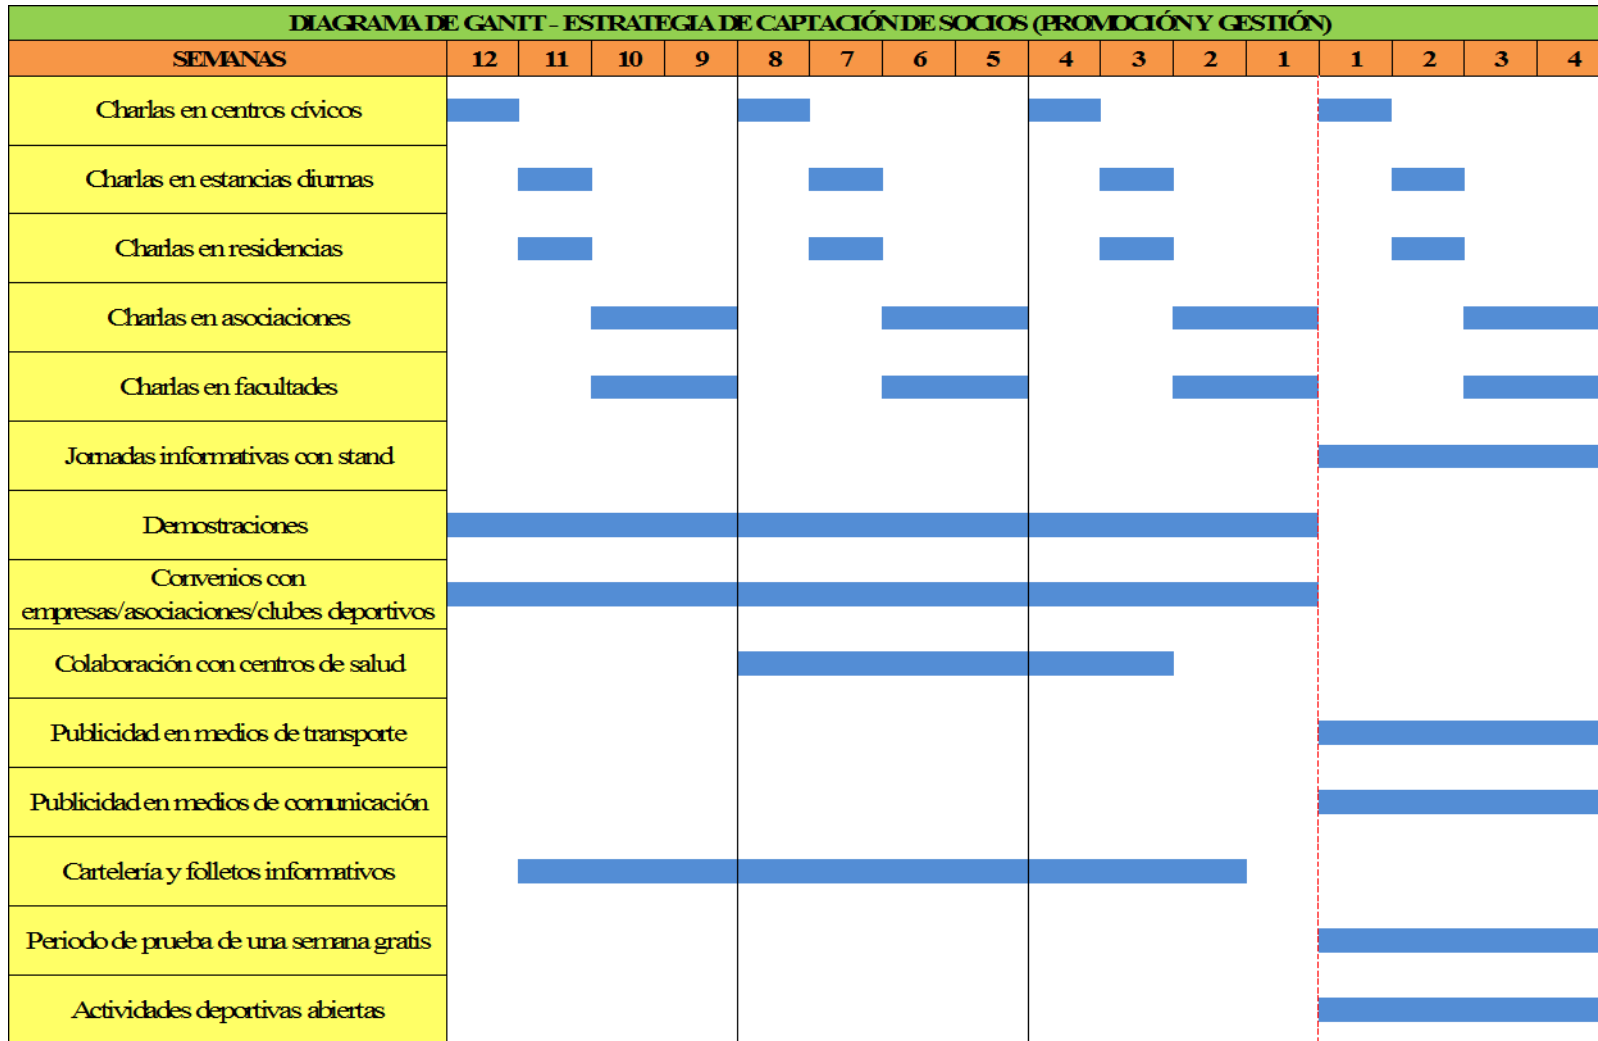 DIAGRAMA DE GANTT - ESTRATEGIA DE CAPTACIÓN DE SOCIOS (PROMOCIÓN Y GESTIÓN)
SEMANAS 12 11 10 9 8 7 6 5 4 3 2 1 1 2 3 4
Charlas en centros cívicos
Charlas en estancias diurnas
Charlas en residencias
Charlas en asociaciones
Charlas en facultades
Jornadas informativas con stand
Demostraciones
Convenios con
empresas/asociaciones/clubes deportivos
Colaboración con centros de salud
Publicidad en medios de transporte
Publicidad en medios de comunicación
Cartelería y folletos informativos
Periodo de prueba de una semana gratis
Actividades deportivas abiertas